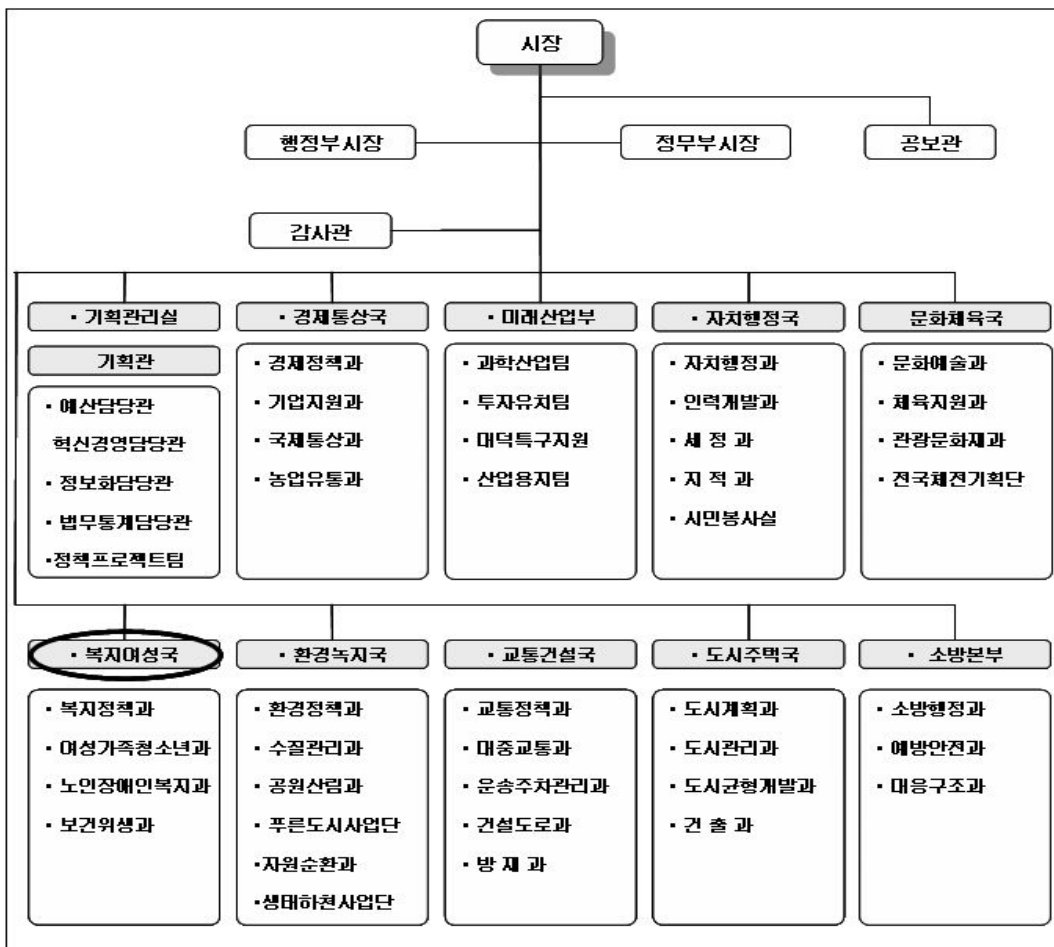 시장
행정부시장
정무부시장
공보관
감사관
· 기획관리실
· 경제통상국
· 미래산업부
· 자치행정국
문화체육국
기획관
· 예산담당관
혁신경영담당관
· 정보화담당관
· 법무통계담당관
·정책프로젝트팀
· 경제정책과
· 기업지원과
· 국제통상과
· 농업유통과
· 과학산업팀
· 투자유치팀
· 대덕특구지원
· 산업용지팀
· 자치행정과
· 인력개발과
· 세 정 과
· 지 적 과
· 시민봉사실
· 문화예술과
· 체육지원과
· 관광문화재과
· 전국체전기획단
· 복지여성국
· 환경녹지국
· 교통건설국
· 도시주택국
· 소방본부
· 복지정책과
· 여성가족청소년과
· 노인장애인복지과
· 보건위생과
· 환경정책과
· 수질관리과
· 공원산림과
· 푸른도시사업단
·자원순환과
·생태하천사업단
· 교통정책과
· 대중교통과
· 운송주차관리과
· 건설도로과
· 방 재 과
· 도시계획과
· 도시관리과
· 도시균형개발과
· 건 출 과
· 소방행정과
· 예방안전과
· 대응구조과